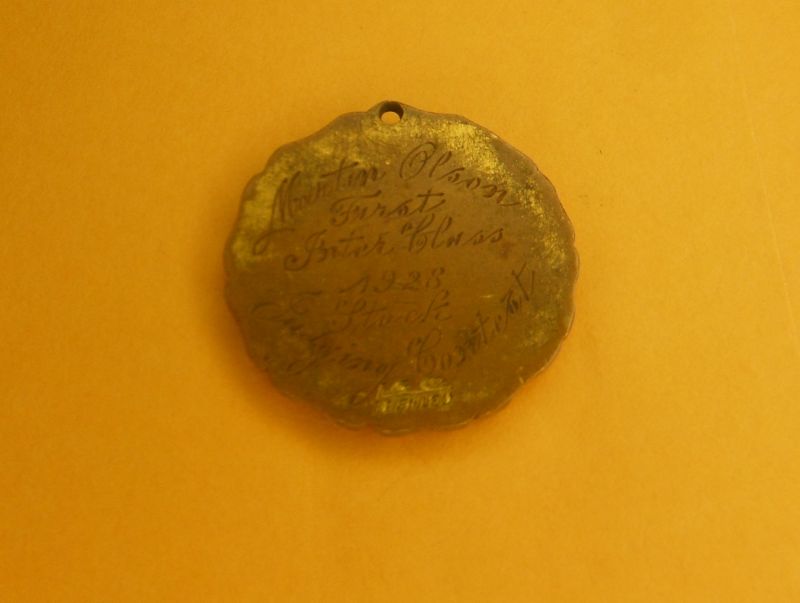 Martin Olson
First
Inter Class
1928
Stock
Judging Contest